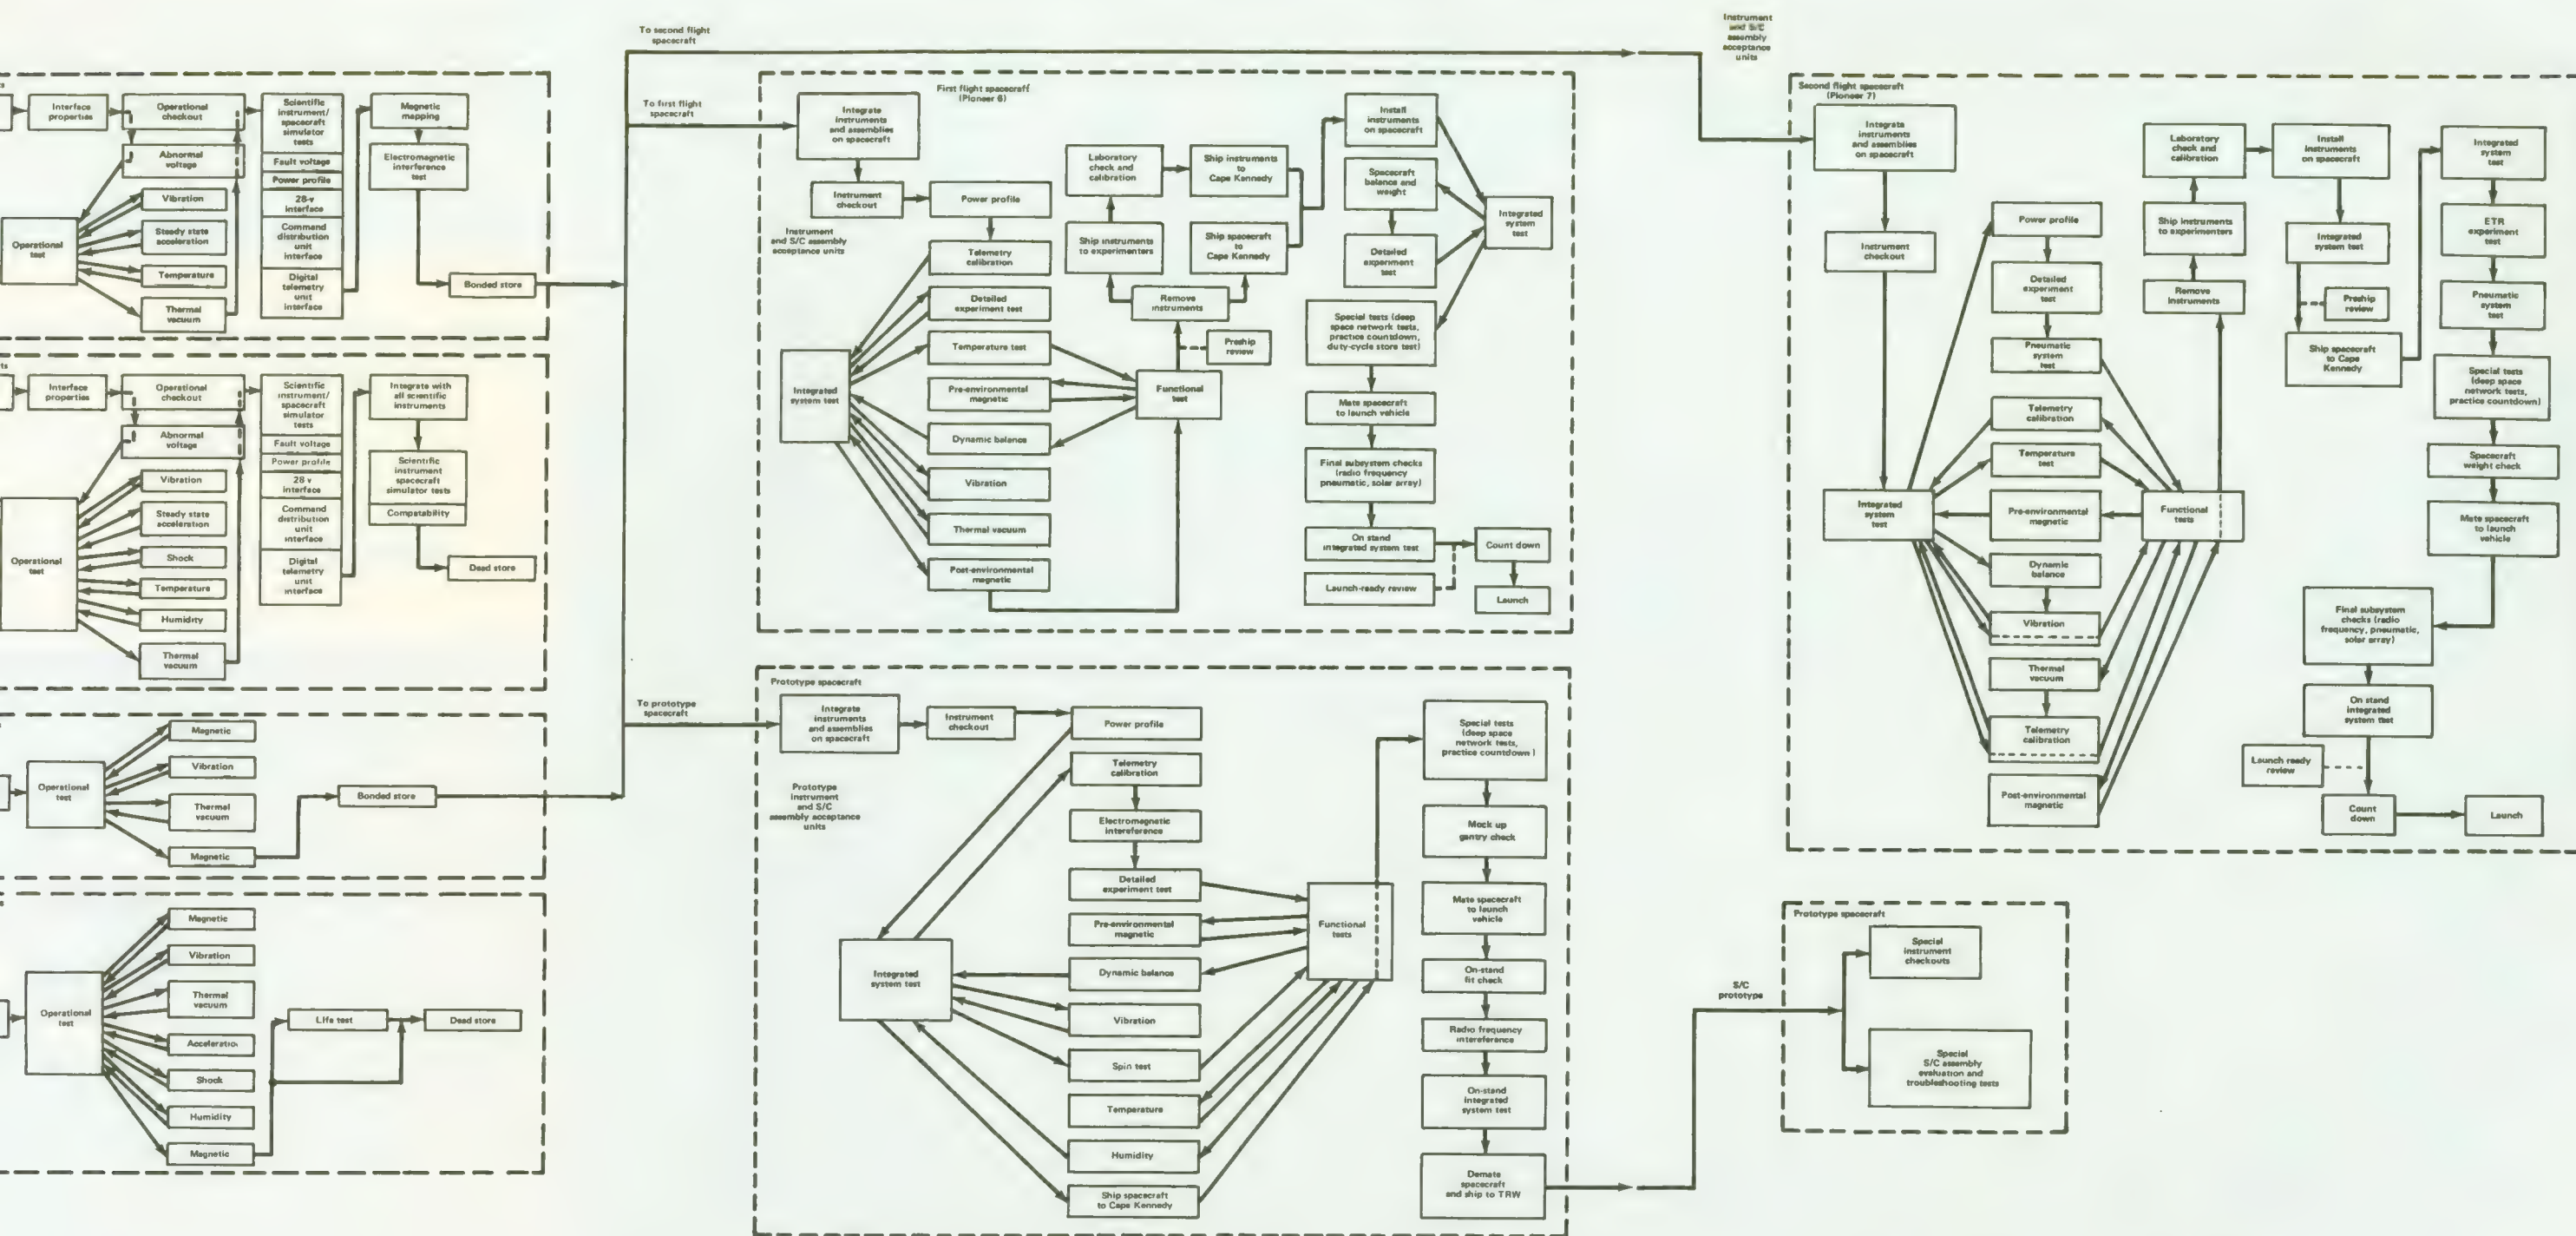 To second flight
spacecraft
To first flight
spacecraft
To prototype
spacecraft
Interface
properties
Operational
checkout
Abnormal
voltage
Operational
test
Vibration
Steady state
acceleration
Temperature
Thermal
vacuum
Scientific
instrument/
spacecraft
simulator
tests
Fault voltage
Power profile
28-v
interface
Command
distribution
unit
interface
Digital
telemetry
unit
interface
Magnetic
mapping
Electromagnetic
interference
test
Bonded store
Interface
properties
Operational
checkout
Abnormal
voltage
Operational
test
Vibration
Steady state
acceleration
Shock
Temperature
Humidity
Thermal
vacuum
Scientific
instrument/
spacecraft
simulator
tests
Fault voltage
Power profile
28 v
interface
Command
distribution
unit
interface
Digital
telemetry
unit
interface
Integrate with
all scientific
instruments
Scientific
instrument
spacecraft
simulator tests
Compatability
Dead store
Operational
test
Magnetic
Vibration
Thermal
vacuum
Magnetic
Bonded store
Operational
test
Magnetic
Vibration
Thermal
vacuum
Acceleration
Shock
Humidity
Magnetic
Life test
Dead store
First flight spacecraft
(Pioneer 6)
Integrate
instruments
and assemblies
on spacecraft
Instrument
checkout
Power profile
Instrument
and S/C assembly
acceptance units
Telemetry
calibration
Detailed
experiment test
Temperature test
Pre-environmental
magnetic
Dynamic balance
Vibration
Thermal vacuum
Post-environmental
magnetic
Integrated
system test
Functional
test
Preship
review
Remove
instruments
Ship instruments
to experimenters
Laboratory
check and
calibration
Ship instruments
to
Cape Kennedy
Ship spacecraft
to
Cape Kennedy
Install
instruments
on spacecraft
Spacecraft
balance and
weight
Detailed
experiment
test
Integrated
system
test
Special tests (deep
space network tests,
practice countdown,
duty-cycle store test)
Mate spacecraft
to launch vehicle
Final subsystem checks
(radio frequency
pneumatic, solar array)
On stand
integrated system test
Launch-ready review
Count down
Launch
Prototype spacecraft
Integrate
instruments
and assemblies
on spacecraft
Instrument
checkout
Power profile
Prototype
instrument
and S/C
assembly acceptance
units
Telemetry
calibration
Electromagnetic
intereference
Detailed
experiment test
Pre-environmental
magnetic
Dynamic balance
Vibration
Spin test
Temperature
Humidity
Ship spacecraft
to Cape Kennedy
Integrated
system test
Functional
tests
Special tests
(deep space
network tests,
practice countdown )
Mock up
gantry check
Mate spacecraft
to launch
vehicle
On-stand
fit check
Radio frequency
intereference
On-stand
integrated
system test
Demate
spacecraft
and ship to TRW
Instrument
and S/C
assembly
acceptance
units
Second flight spacecraft
(Pioneer 7)
Integrate
instruments
and assemblies
on spacecraft
Instrument
checkout
Integrated
system
test
Power profile
Detailed
experiment
test
Pneumatic
system
test
Telemetry
calibration
Temperature
test
Pre-environmental
magnetic
Dynamic
balance
Vibration
Thermal
vacuum
Telemetry
calibration
Post-environmental
magnetic
Functional
tests
Remove
instruments
Ship instruments
to experimenters
Laboratory
check and
calibration
Install
instruments
on spacecraft
Integrated
system test
Preship
review
Ship spacecraft
to Cape
Kennedy
Integrated
system
test
ETR
experiment
test
Pneumatic
system
test
Special tests
(deep space
network tests,
practice countdown)
Spacecraft
weight check
Mate spacecraft
to launch
vehicle
Final subsystem
checks (radio
frequency, pneumatic,
solar array)
On stand
integrated
system test
Launch ready
review
Count
down
Launch
S/C
prototype
Prototype spacecraft
Special
instrument
checkouts
Special
S/C assembly
evaluation and
troubleshooting tests